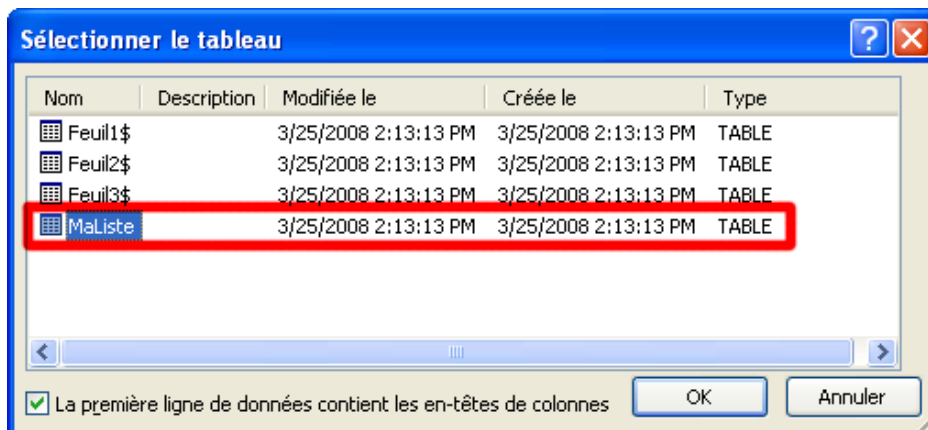 Sélectionner le tableau
Nom Description Modifiée le Créée le Type
Feuil1$ 3/25/2008 2:13:13 PM 3/25/2008 2:13:13 PM TABLE
Feuil2$ 3/25/2008 2:13:13 PM 3/25/2008 2:13:13 PM TABLE
Feuil3$ 3/25/2008 2:13:13 PM 3/25/2008 2:13:13 PM TABLE
MaListe 3/25/2008 2:13:13 PM 3/25/2008 2:13:13 PM TABLE
La première ligne de données contient les en-têtes de colonnes OK Annuler